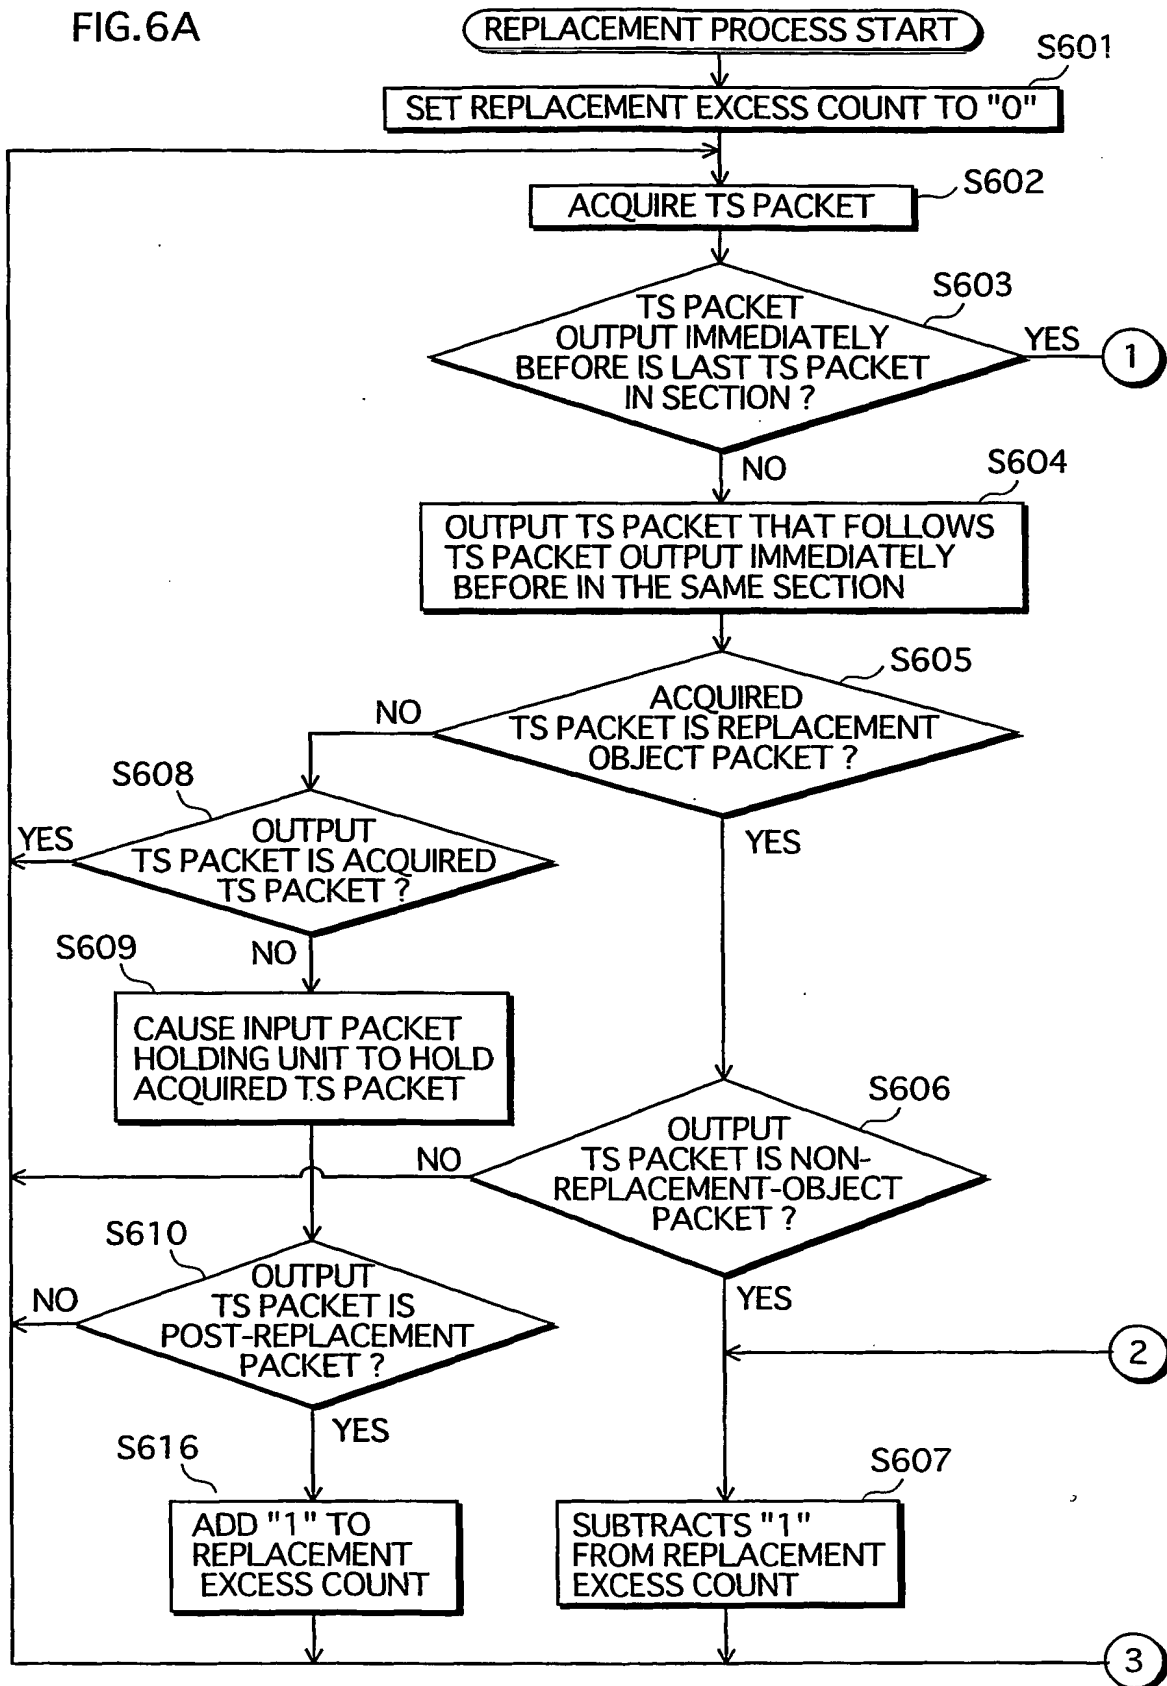 FIG.6A
REPLACEMENT PROCESS START
S601
SET REPLACEMENT EXCESS COUNT TO "0"
S602
ACQUIRE TS PACKET
S603
TS PACKET
OUTPUT IMMEDIATELY
BEFORE IS LAST TS PACKET
IN SECTION ?
YES
1
NO
S604
OUTPUT TS PACKET THAT FOLLOWS
TS PACKET OUTPUT IMMEDIATELY
BEFORE IN THE SAME SECTION
S605
ACQUIRED
TS PACKET IS REPLACEMENT
OBJECT PACKET ?
NO
YES
S608
OUTPUT
TS PACKET IS ACQUIRED
TS PACKET ?
YES
NO
S609
CAUSE INPUT PACKET
HOLDING UNIT TO HOLD
ACQUIRED TS PACKET
S606
OUTPUT
TS PACKET IS NON-
REPLACEMENT-OBJECT
PACKET ?
NO
YES
S610
OUTPUT
TS PACKET IS
POST-REPLACEMENT
PACKET ?
NO
YES
2
S616
ADD "1" TO
REPLACEMENT
EXCESS COUNT
S607
SUBTRACTS "1"
FROM REPLACEMENT
EXCESS COUNT
3